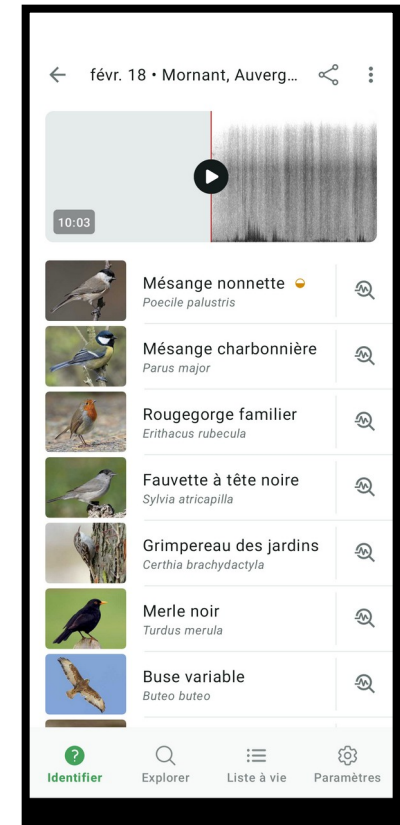 févr. 18 • Mornant, Auverg...
10:03
Mésange nonnette
Poecile palustris
Mésange charbonnière
Parus major
Rougegorge familier
Erithacus rubecula
Fauvette à tête noire
Sylvia atricapilla
Grimpereau des jardins
Certhia brachydactyla
Merle noir
Turdus merula
Buse variable
Buteo buteo
?
Identifier Explorer Liste à vie Paramètres